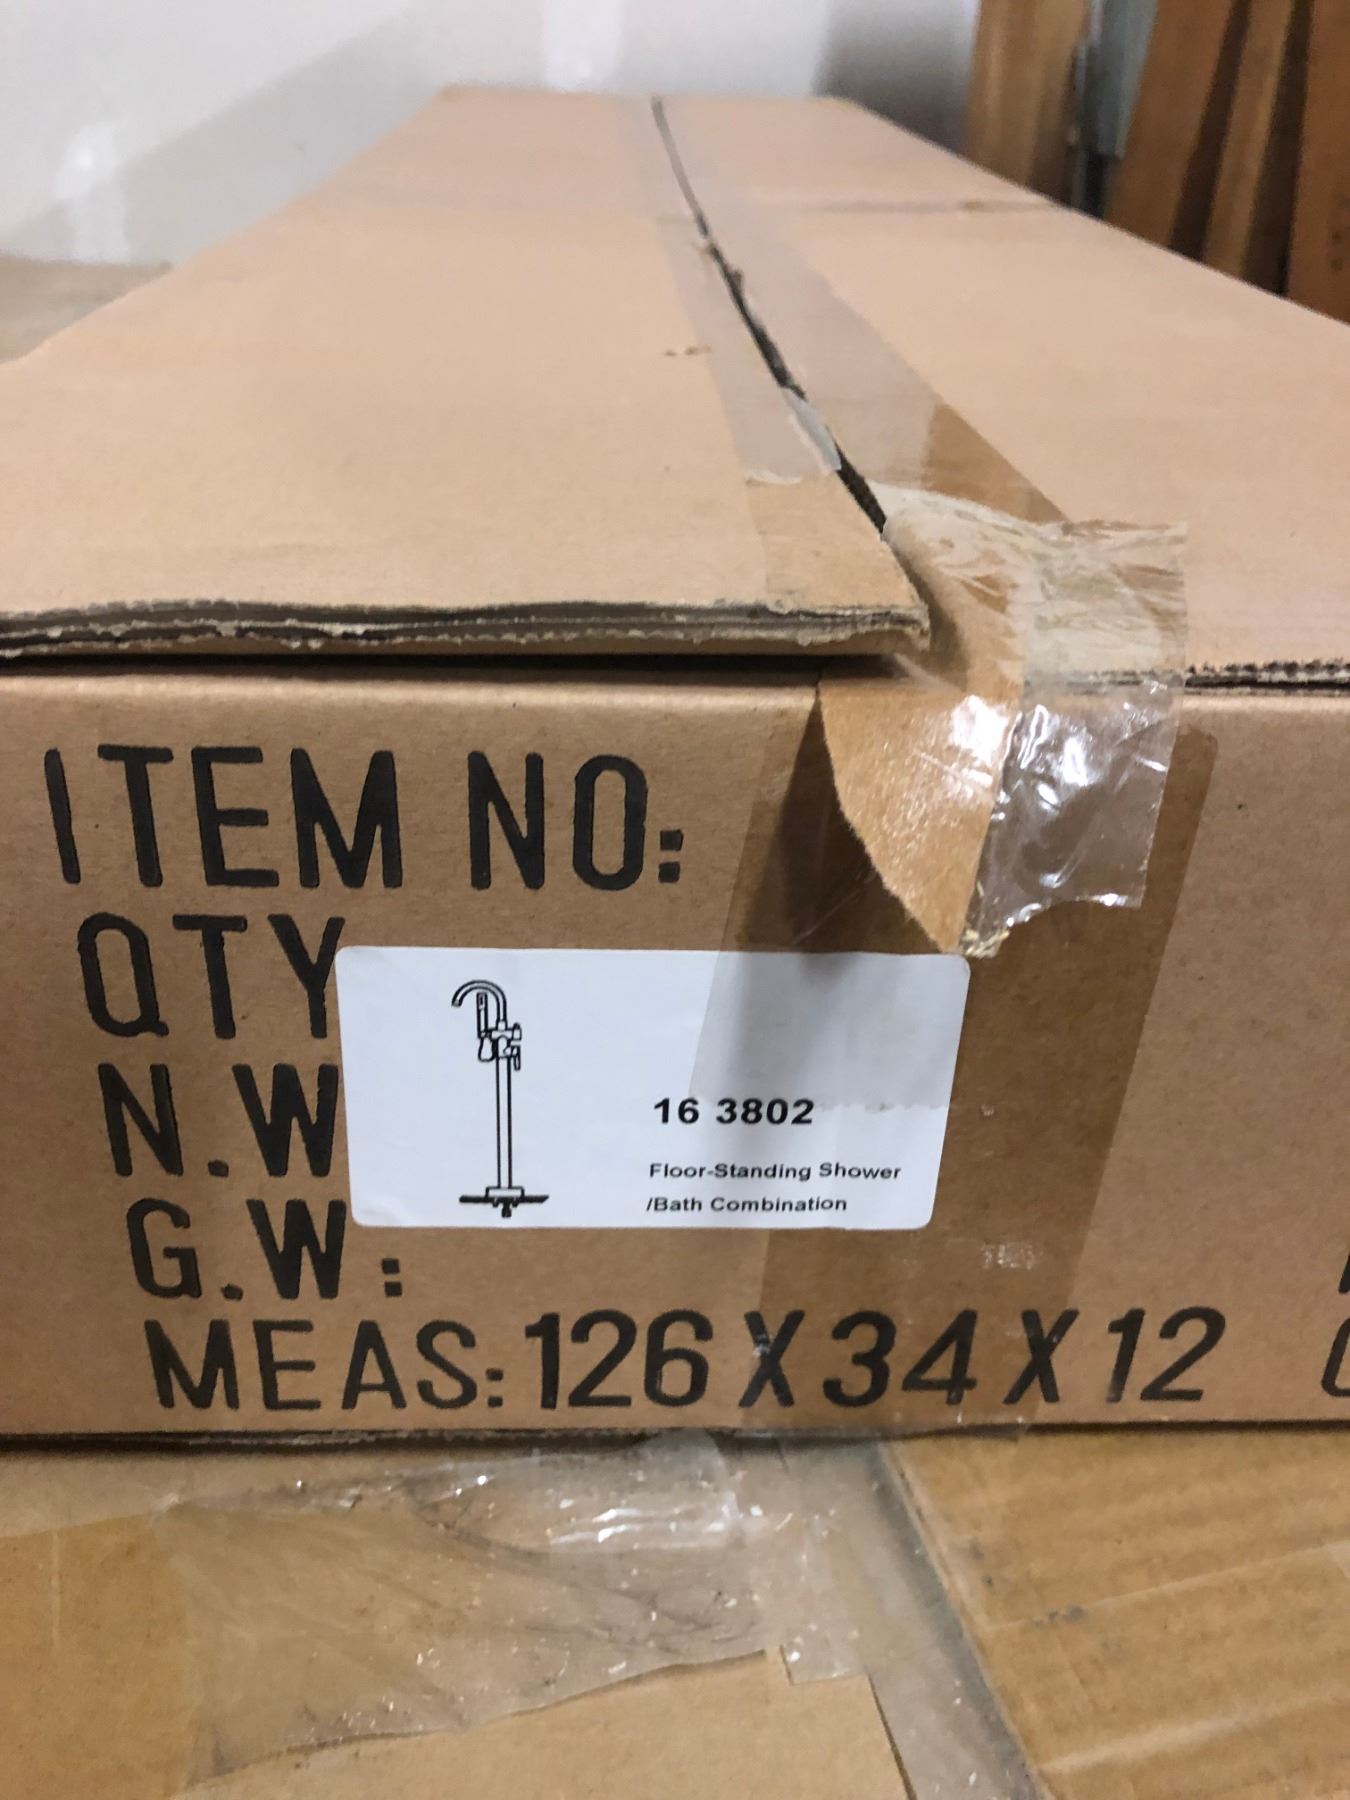 ITEM NO:
QTY
N.W
G.W:
MEAS:126 X 34 X 12
16 3802
Floor-Standing Shower
/Bath Combination